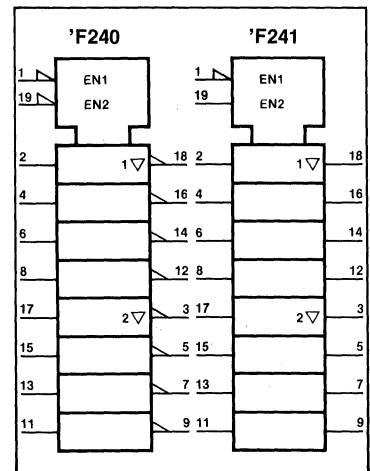 'F240 'F241
1 EN1 1 EN1
19 EN2 19 EN2
2 1▽ 18 2 1▽ 18
4 16 4 16
6 14 6 14
8 12 8 12
17 2▽ 3 17 2▽ 3
15 5 15 5
13 7 13 7
11 9 11 9